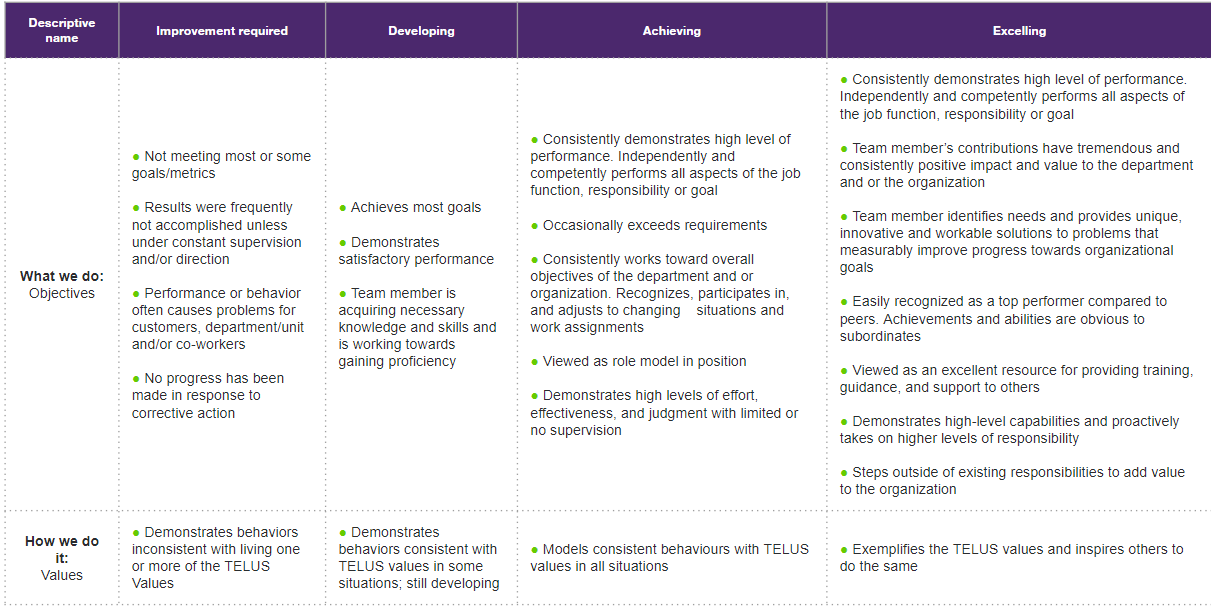 Descriptive
name
Improvement required
Developing
Achieving
Excelling
What we do:
Objectives
● Not meeting most or some
goals/metrics
● Results were frequently
not accomplished unless
under constant supervision
and/or direction
● Performance or behavior
often causes problems for
customers, department/unit
and/or co-workers
● No progress has been
made in response to
corrective action
● Achieves most goals
● Demonstrates
satisfactory performance
● Team member is
acquiring necessary
knowledge and skills and
is working towards
gaining proficiency
● Consistently demonstrates high level of
performance. Independently and
competently performs all aspects of the job
function, responsibility or goal
● Occasionally exceeds requirements
● Consistently works toward overall
objectives of the department and or
organization. Recognizes, participates in,
and adjusts to changing    situations and
work assignments
● Viewed as role model in position
● Demonstrates high levels of effort,
effectiveness, and judgment with limited or
no supervision
● Consistently demonstrates high level of performance.
Independently and competently performs all aspects of
the job function, responsibility or goal
● Team member's contributions have tremendous and
consistently positive impact and value to the department
and or the organization
● Team member identifies needs and provides unique,
innovative and workable solutions to problems that
measurably improve progress towards organizational
goals
● Easily recognized as a top performer compared to
peers. Achievements and abilities are obvious to
subordinates
● Viewed as an excellent resource for providing training,
guidance, and support to others
● Demonstrates high-level capabilities and proactively
takes on higher levels of responsibility
● Steps outside of existing responsibilities to add value
to the organization
How we do
it:
Values
● Demonstrates behaviors
inconsistent with living one
or more of the TELUS
Values
● Demonstrates
behaviors consistent with
TELUS values in some
situations; still developing
● Models consistent behaviours with TELUS
values in all situations
● Exemplifies the TELUS values and inspires others to
do the same